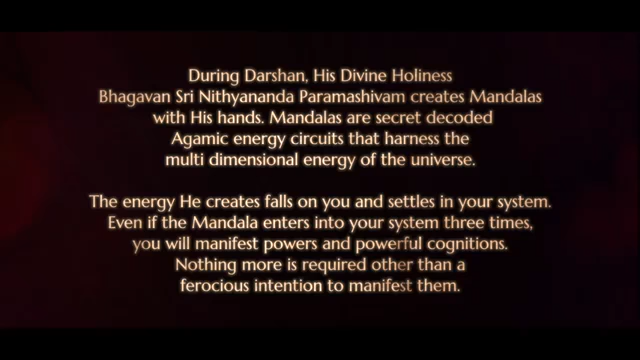 During Darshan, His Divine Holiness
Bhagavan Sri Nithyananda Paramashivam creates Mandalas
with His hands. Mandalas are secret decoded
Agamic energy circuits that harness the
multi dimensional energy of the universe.
The energy He creates falls on you and settles in your system.
Even if the Mandala enters into your system three times,
you will manifest powers and powerful cognitions.
Nothing more is required other than a
ferocious intention to manifest them.